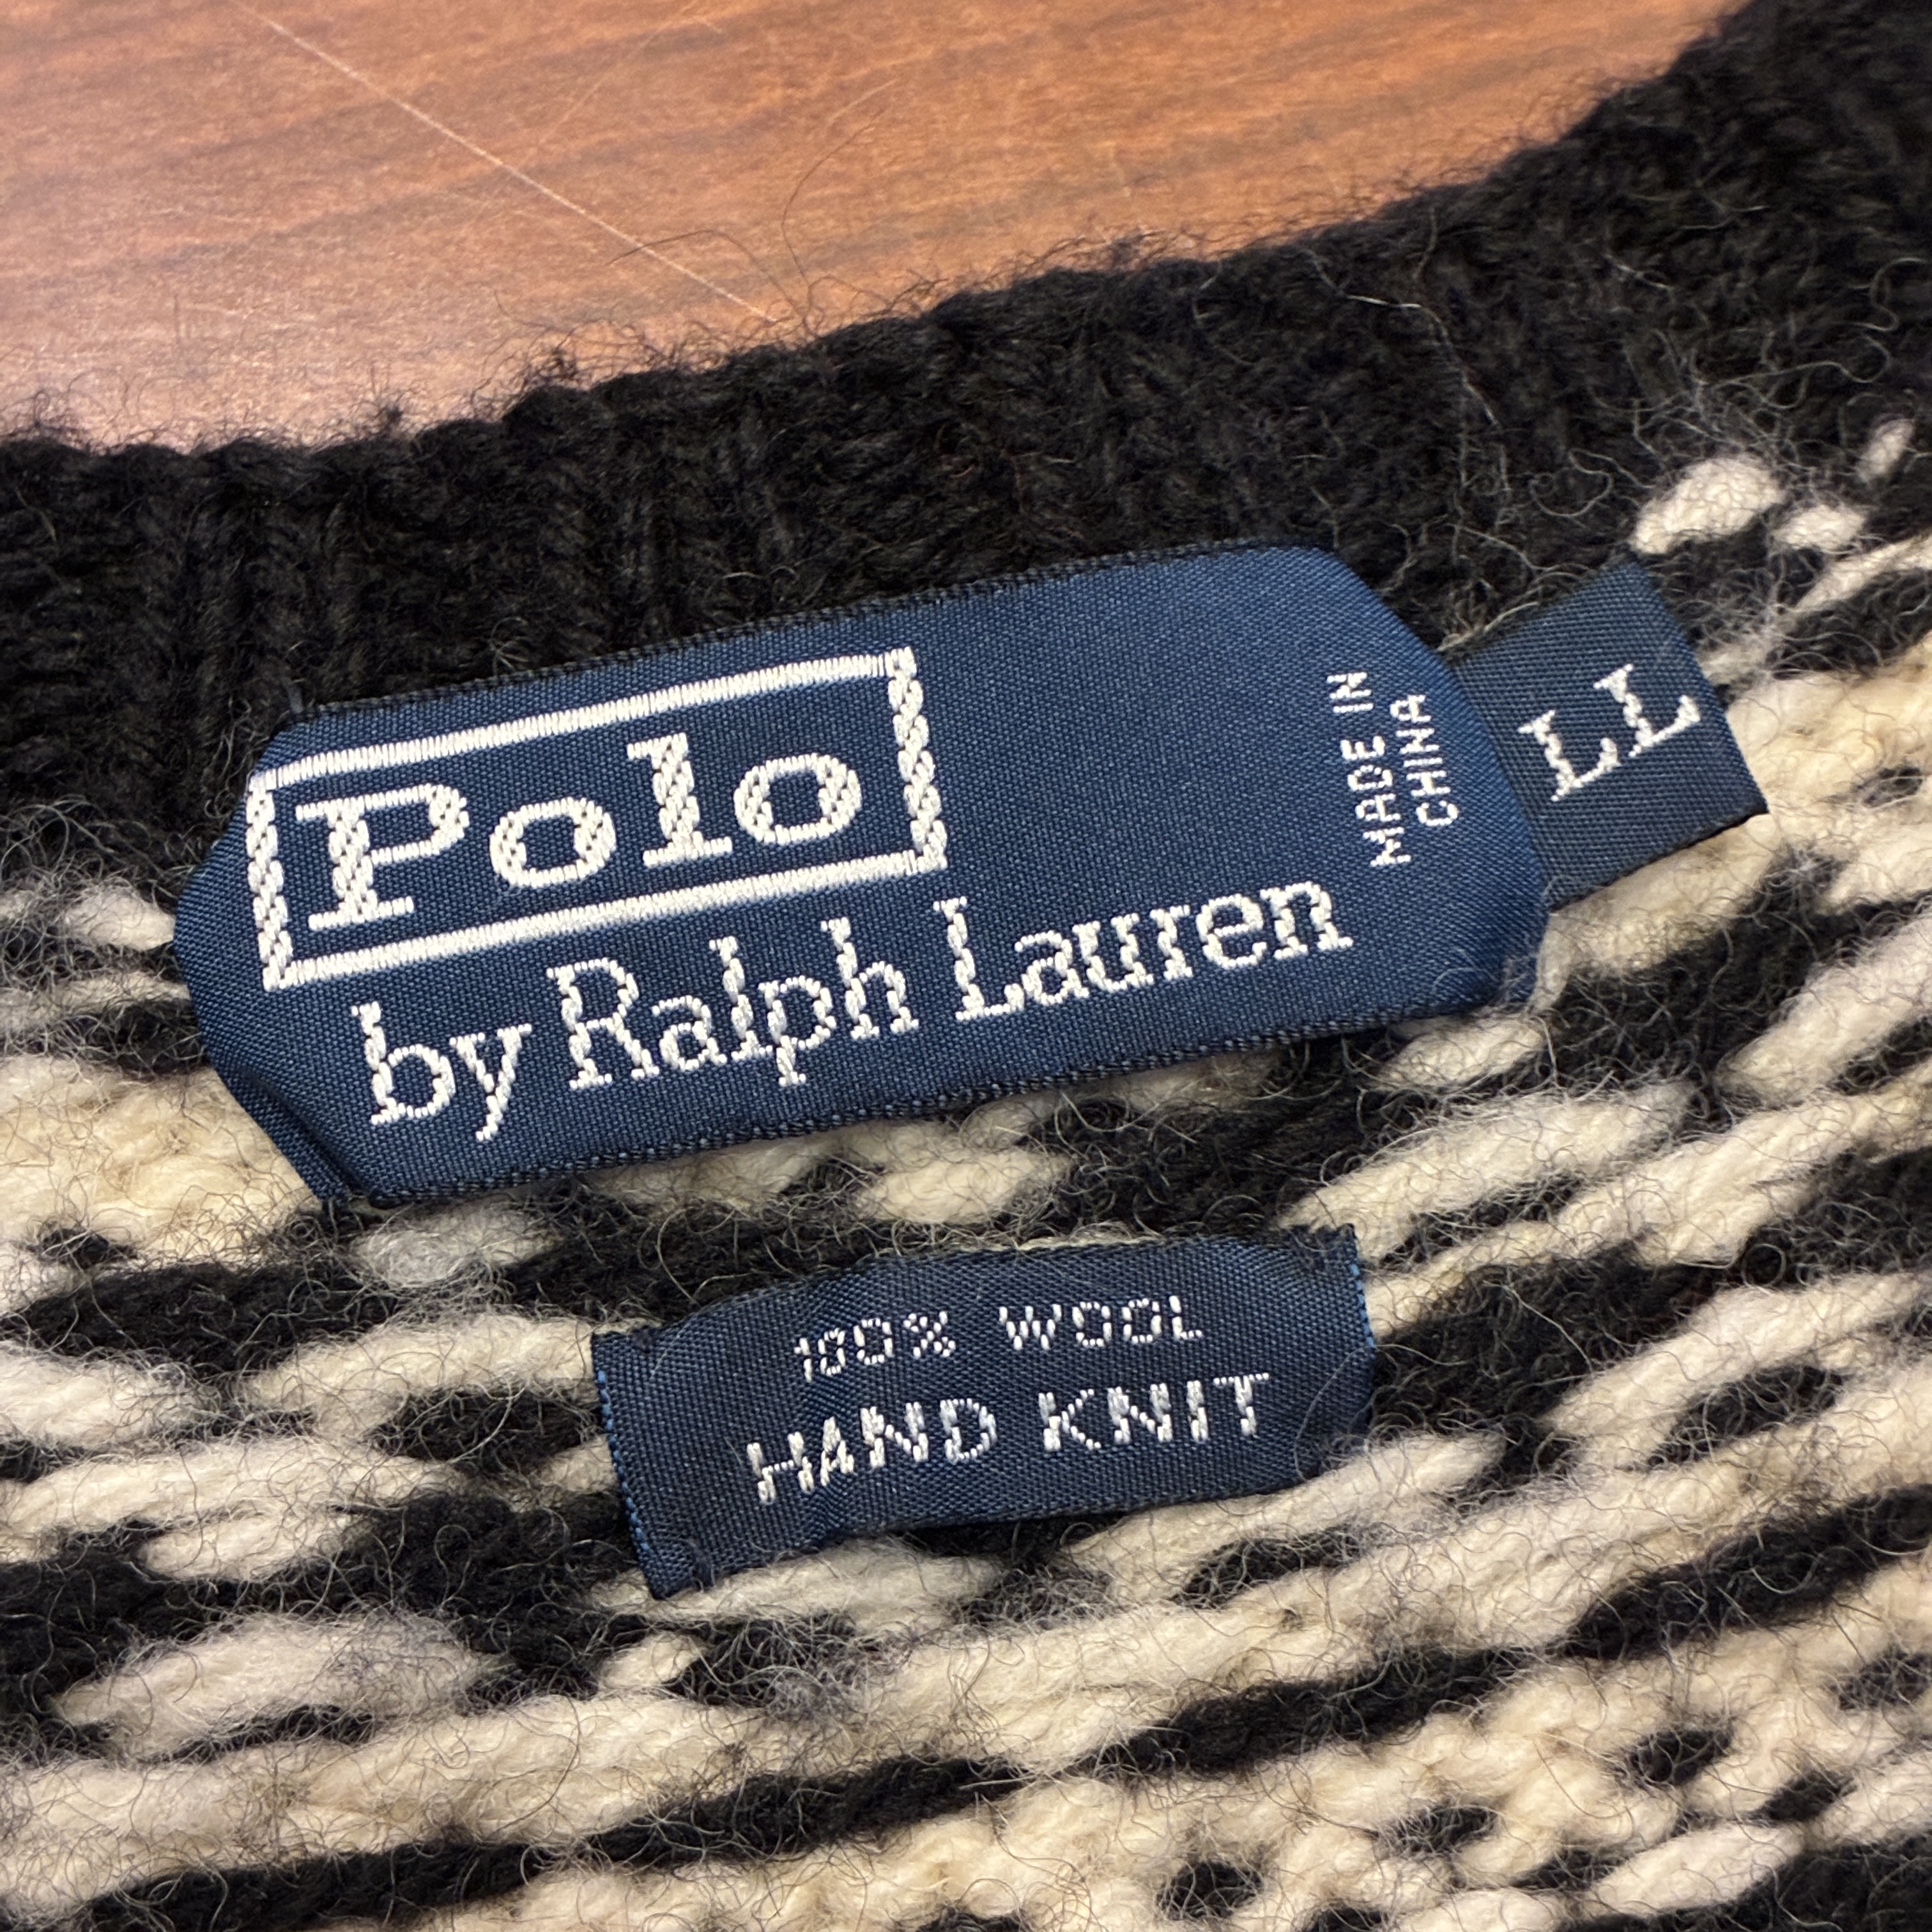 Polo
by Ralph Lauren
MADE IN
CHINA
LL
100% WOOL
HAND KNIT